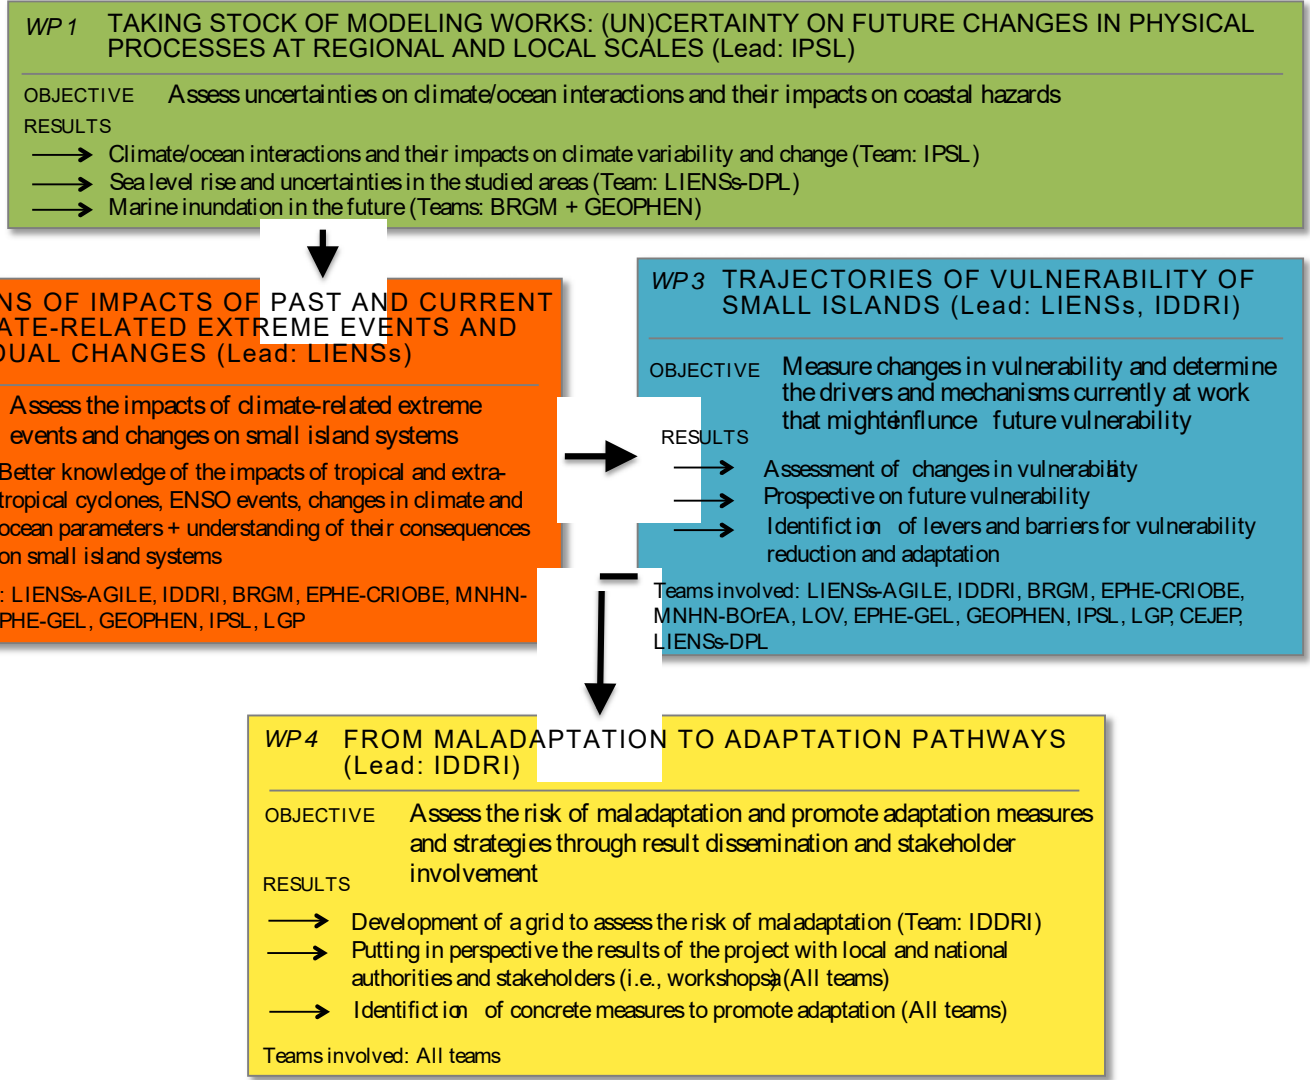 WP 1 TAKING STOCK OF MODELING WORKS: (UN)CERTAINTY ON FUTURE CHANGES IN PHYSICAL
PROCESSES AT REGIONAL AND LOCAL SCALES (Lead: IPSL)
OBJECTIVE Assess uncertainties on climate/ocean interactions and their impacts on coastal hazards
RESULTS
Climate/ocean interactions and their impacts on climate variability and change (Team: IPSL)
Sea level rise and uncertainties in the studied areas (Team: LIENSs-DPL)
Marine inundation in the future (Teams: BRGM + GEOPHEN)
NS OF IMPACTS OF PAST AND CURRENT
ATE-RELATED EXTREME EVENTS AND
DUAL CHANGES (Lead: LIENSs)
Assess the impacts of climate-related extreme
events and changes on small island systems
Better knowledge of the impacts of tropical and extra-
tropical cyclones, ENSO events, changes in climate and
ocean parameters + understanding of their consequences
on small island systems
: LIENSs-AGILE, IDDRI, BRGM, EPHE-CRIOBE, MNHN-
PHE-GEL, GEOPHEN, IPSL, LGP
WP 3 TRAJECTORIES OF VULNERABILITY OF
SMALL ISLANDS (Lead: LIENSs, IDDRI)
OBJECTIVE Measure changes in vulnerability and determine
the drivers and mechanisms currently at work
that might influnce future vulnerability
RESULTS
Assessment of changes in vulnerability
Prospective on future vulnerability
Identifiction of levers and barriers for vulnerability
reduction and adaptation
Teams involved: LIENSs-AGILE, IDDRI, BRGM, EPHE-CRIOBE,
MNHN-BOrEA, LOV, EPHE-GEL, GEOPHEN, IPSL, LGP, CEJEP,
LIENSs-DPL
WP 4 FROM MALADAPTATION TO ADAPTATION PATHWAYS
(Lead: IDDRI)
OBJECTIVE Assess the risk of maladaptation and promote adaptation measures
and strategies through result dissemination and stakeholder
involvement
RESULTS
Development of a grid to assess the risk of maladaptation (Team: IDDRI)
Putting in perspective the results of the project with local and national
authorities and stakeholders (i.e., workshops) (All teams)
Identifiction of concrete measures to promote adaptation (All teams)
Teams involved: All teams